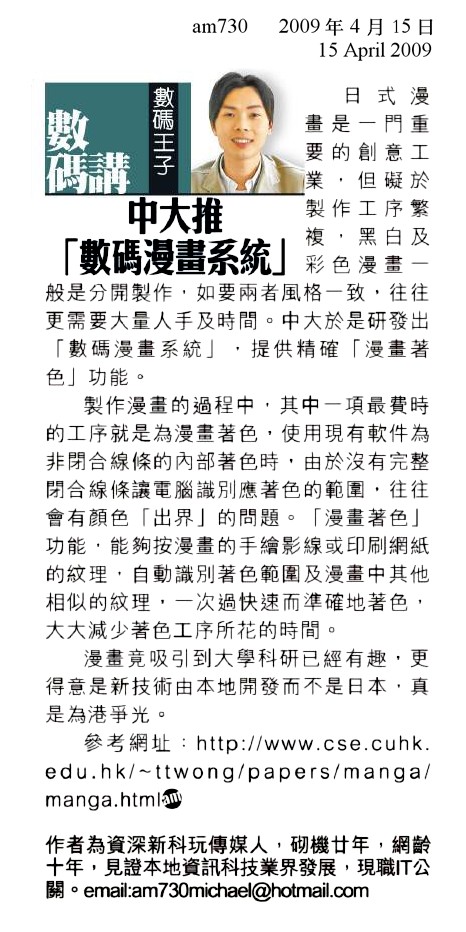 am730 2009 年 4 月 15 日
15 April 2009
數碼講
數碼王子
中大推
「數碼漫畫系統」
日式漫
畫是一門重
要的創意工
業，但礙於
製作工序繁
複，黑白及
彩色漫畫一
般是分開製作，如要兩者風格一致，往往
更需要大量人手及時間。中大於是研發出
「數碼漫畫系統」，提供精確「漫畫著
色」功能。
製作漫畫的過程中，其中一項最費時
的工序就是為漫畫著色，使用現有軟件為
非閉合線條的內部著色時，由於沒有完整
閉合線條讓電腦識別應著色的範圍，往往
會有顏色「出界」的問題。「漫畫著色」
功能，能夠按漫畫的手繪影線或印刷網紙
的紋理，自動識別著色範圍及漫畫中其他
相似的紋理，一次過快速而準確地著色，
大大減少著色工序所花的時間。
漫畫竟吸引到大學科研已經有趣，更
得意是新技術由本地開發而不是日本，真
是為港爭光。
參考網址：http://www.cse.cuhk.
edu.hk/~ttwong/papers/manga/
manga.html am
作者為資深新科玩傳媒人，砌機廿年，網齡
十年，見證本地資訊科技業界發展，現職IT公
關。email:am730michael@hotmail.com